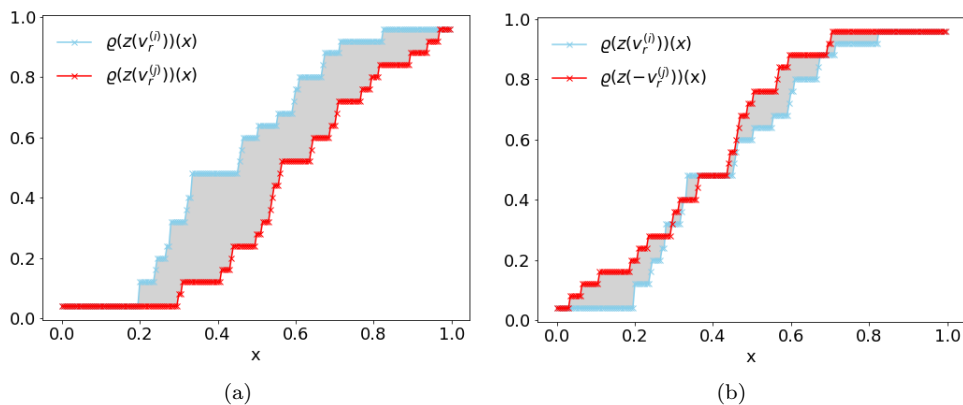 1.0
0.8
0.6
0.4
0.2
0.0
ϱ(z(v_r^{(i)}))(x)
ϱ(z(v_r^{(j)}))(x)
0.0 0.2 0.4 0.6 0.8 1.0
x
(a)
1.0
0.8
0.6
0.4
0.2
0.0
ϱ(z(v_r^{(i)}))(x)
ϱ(z(-v_r^{(j)}))(x)
0.0 0.2 0.4 0.6 0.8 1.0
x
(b)